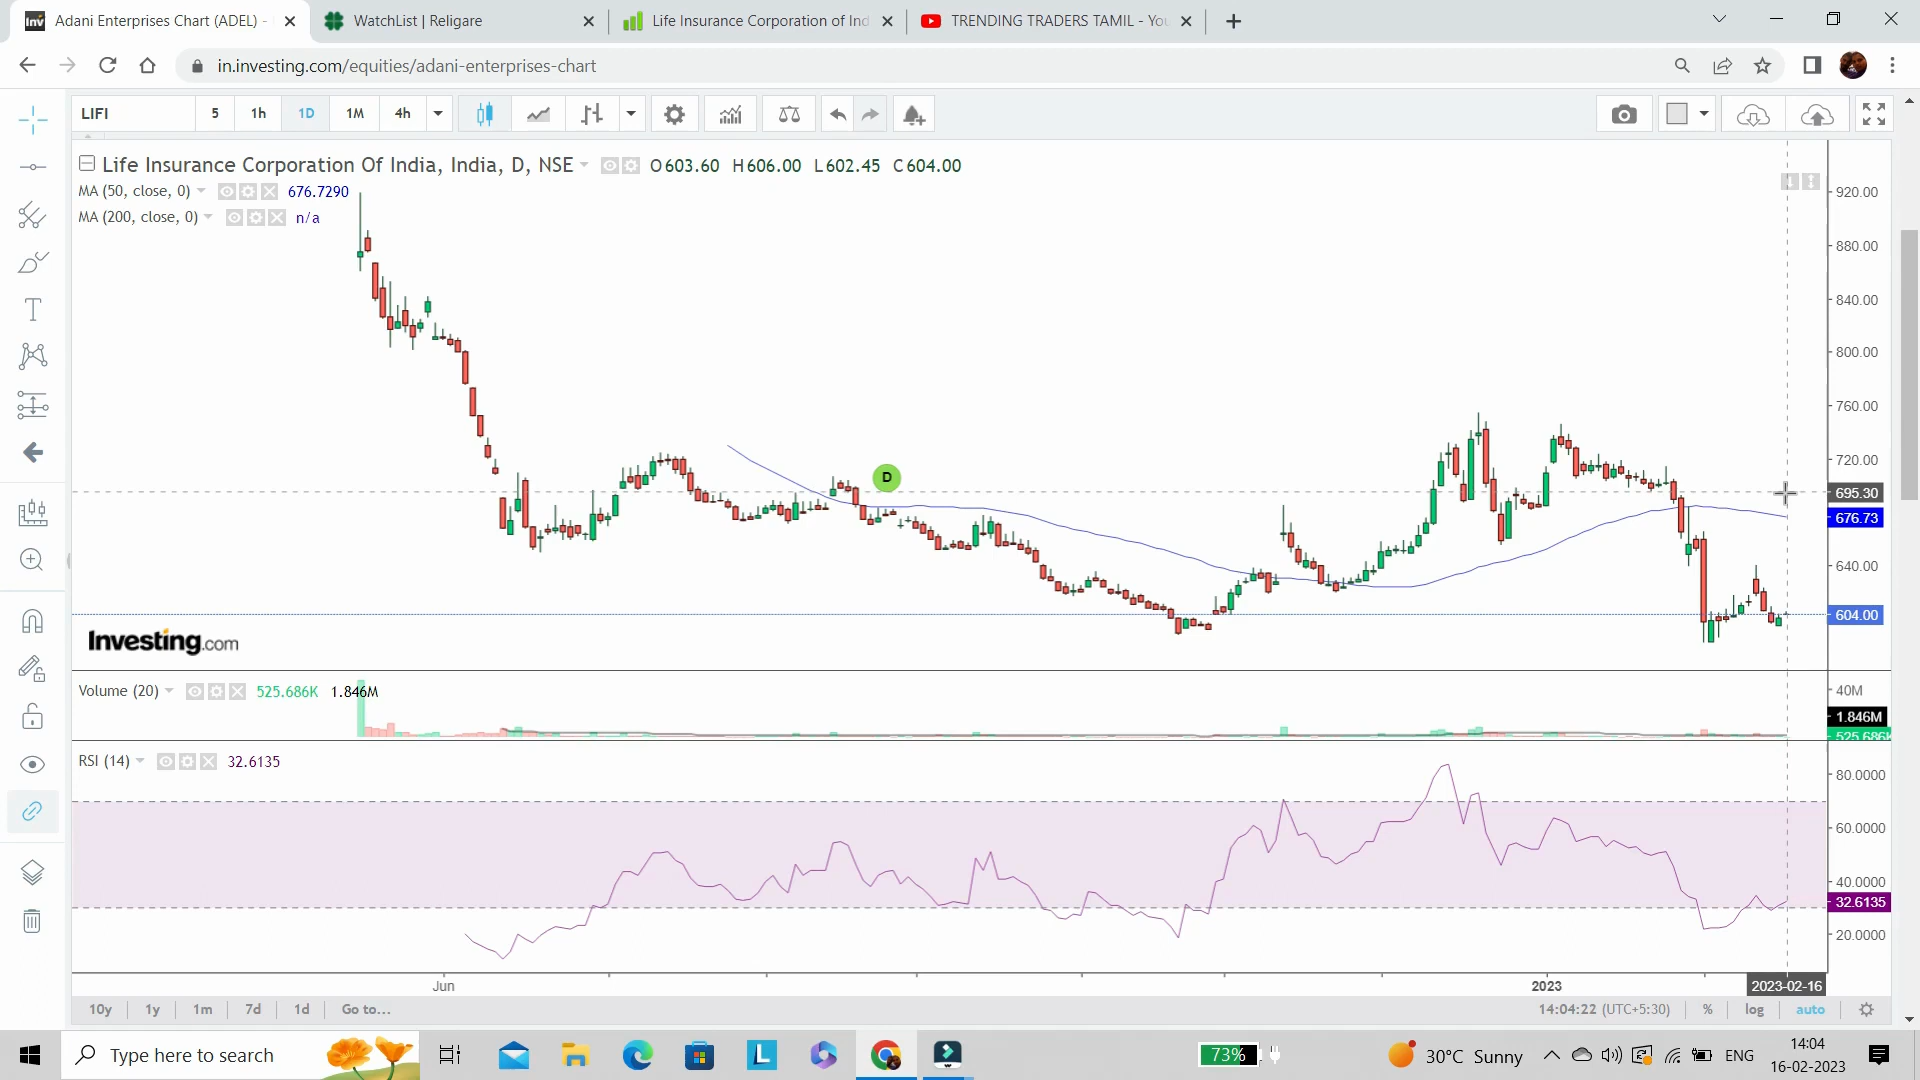 Adani Enterprises Chart (ADEL) -
WatchList | Religare
Life Insurance Corporation of Ind
TRENDING TRADERS TAMIL - You
in.investing.com/equities/adani-enterprises-chart
LIFI 5 1h 1D 1M 4h
Life Insurance Corporation Of India, India, D, NSE O603.60 H606.00 L602.45 C604.00
MA (50, close, 0) 676.7290
MA (200, close, 0) n/a
920.00
880.00
840.00
800.00
760.00
720.00
D
695.30
676.73
640.00
604.00
Investing.com
Volume (20) 525.686K 1.846M
40M
1.846M
525.686K
RSI (14) 32.6135
80.0000
60.0000
40.0000
32.6135
20.0000
Jun 2023 2023-02-16
10y 1y 1m 7d 1d Go to... 14:04:22 (UTC+5:30) % log auto
Type here to search
L
73%
30°C Sunny
ENG
14:04
16-02-2023